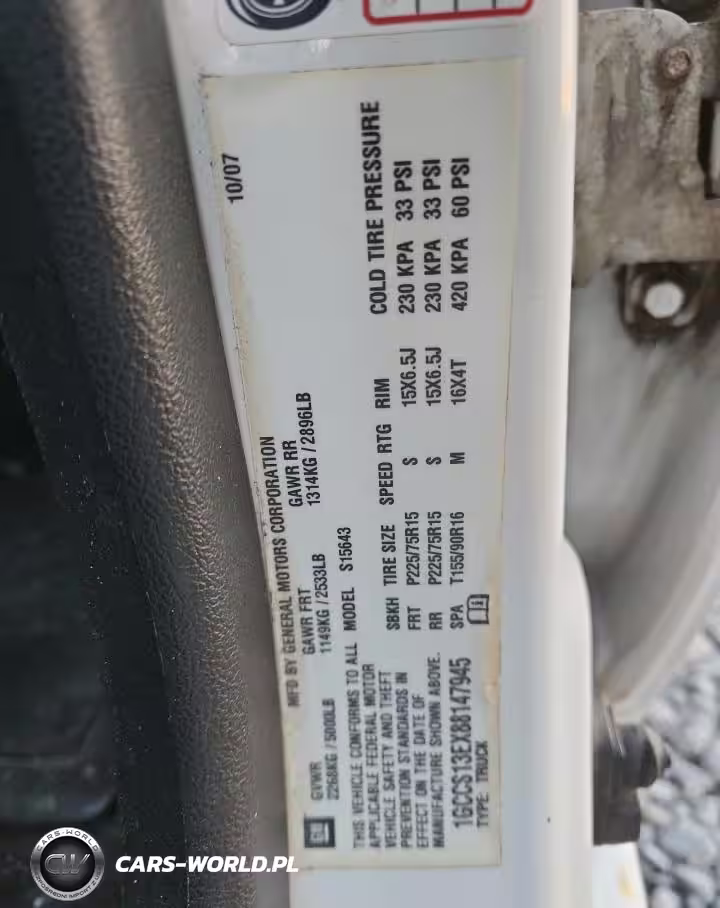 MFD BY GENERAL MOTORS CORPORATION 10/07
GVWR GAWR FRT GAWR RR
2268KG / 5000LB 1149KG / 2533LB 1314KG / 2896LB
THIS VEHICLE CONFORMS TO ALL
APPLICABLE FEDERAL MOTOR
VEHICLE SAFETY AND THEFT
PREVENTION STANDARDS IN
EFFECT ON THE DATE OF
MANUFACTURE SHOWN ABOVE.
1GCCS13EX88147945
TYPE: TRUCK
MODEL S15643
SBKH TIRE SIZE SPEED RTG RIM COLD TIRE PRESSURE
FRT P225/75R15 S 15X6.5J 230 KPA 33 PSI
RR P225/75R15 S 15X6.5J 230 KPA 33 PSI
SPA T155/90R16 M 16X4T 420 KPA 60 PSI
GM
CARS-WORLD
CW
CARS-WORLD.PL